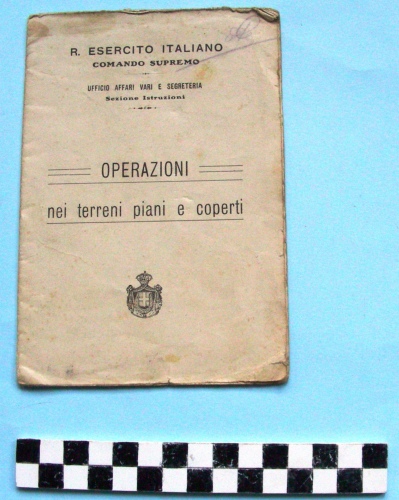 R. ESERCITO ITALIANO
COMANDO SUPREMO
UFFICIO AFFARI VARI E SEGRETERIA
Sezione Istruzioni
OPERAZIONI
nei terreni piani e coperti